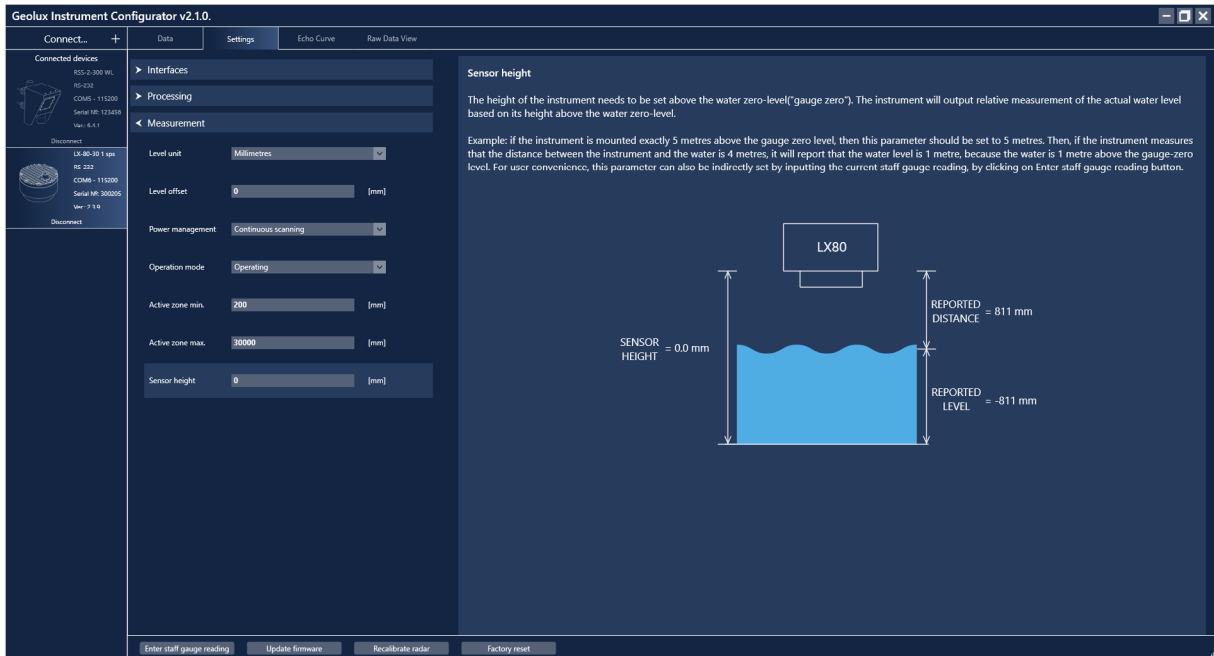 Geolux Instrument Configurator v2.1.0.
Connect... +
Data Settings Echo Curve Raw Data View
Connected devices
RSS-2-300 WL
RS-232
COM5 - 115200
Serial №: 123456
Ver.: 6.4.1
Disconnect
LX-80-30 1 sps
RS-232
COM6 - 115200
Serial №: 300205
Ver.: 2.3.9
Disconnect
Interfaces
Processing
Measurement
Level unit Millimetres
Level offset 0 [mm]
Power management Continuous scanning
Operation mode Operating
Active zone min. 200 [mm]
Active zone max. 30000 [mm]
Sensor height 0 [mm]
Sensor height
The height of the instrument needs to be set above the water zero-level("gauge zero"). The instrument will output relative measurement of the actual water level
based on its height above the water zero-level.
Example: if the instrument is mounted exactly 5 metres above the gauge zero level, then this parameter should be set to 5 metres. Then, if the instrument measures
that the distance between the instrument and the water is 4 metres, it will report that the water level is 1 metre, because the water is 1 metre above the gauge-zero
level. For user convenience, this parameter can also be indirectly set by inputting the current staff gauge reading, by clicking on Enter staff gauge reading button.
LX80
REPORTED
DISTANCE = 811 mm
SENSOR
HEIGHT = 0.0 mm
REPORTED
LEVEL = -811 mm
Enter staff gauge reading Update firmware Recalibrate radar Factory reset